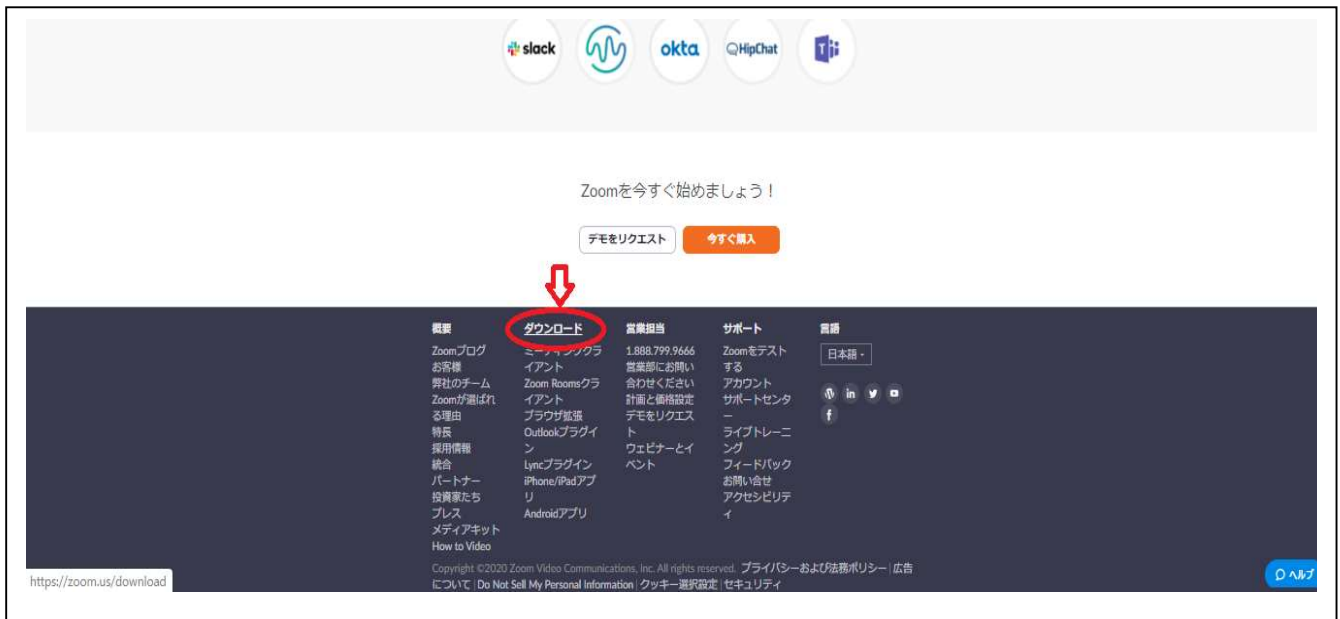 slack
okta
HipChat
Zoomを今すぐ始めましょう！
デモをリクエスト
今すぐ購入
概要
Zoomブログ
お客様
弊社のチーム
Zoomが選ばれ
る理由
特長
採用情報
統合
パートナー
投資家たち
プレス
メディアキット
How to Video
ダウンロード
ミーティングクラ
イアント
Zoom Roomsクラ
イアント
ブラウザ拡張
Outlookプラグイ
ン
Lyncプラグイン
iPhone/iPadアプ
リ
Androidアプリ
営業担当
1.888.799.9666
営業部にお問い
合わせください
計画と価格設定
デモをリクエス
ト
ウェビナーとイ
ベント
サポート
Zoomをテスト
する
アカウント
サポートセンタ
ー
ライブトレーニ
ング
フィードバック
お問い合せ
アクセシビリテ
ィ
言語
日本語
Copyright ©2020 Zoom Video Communications, Inc. All rights reserved. プライバシーおよび法務ポリシー | 広告
について | Do Not Sell My Personal Information | クッキー選択設定 | セキュリティ
https://zoom.us/download
ヘルプ